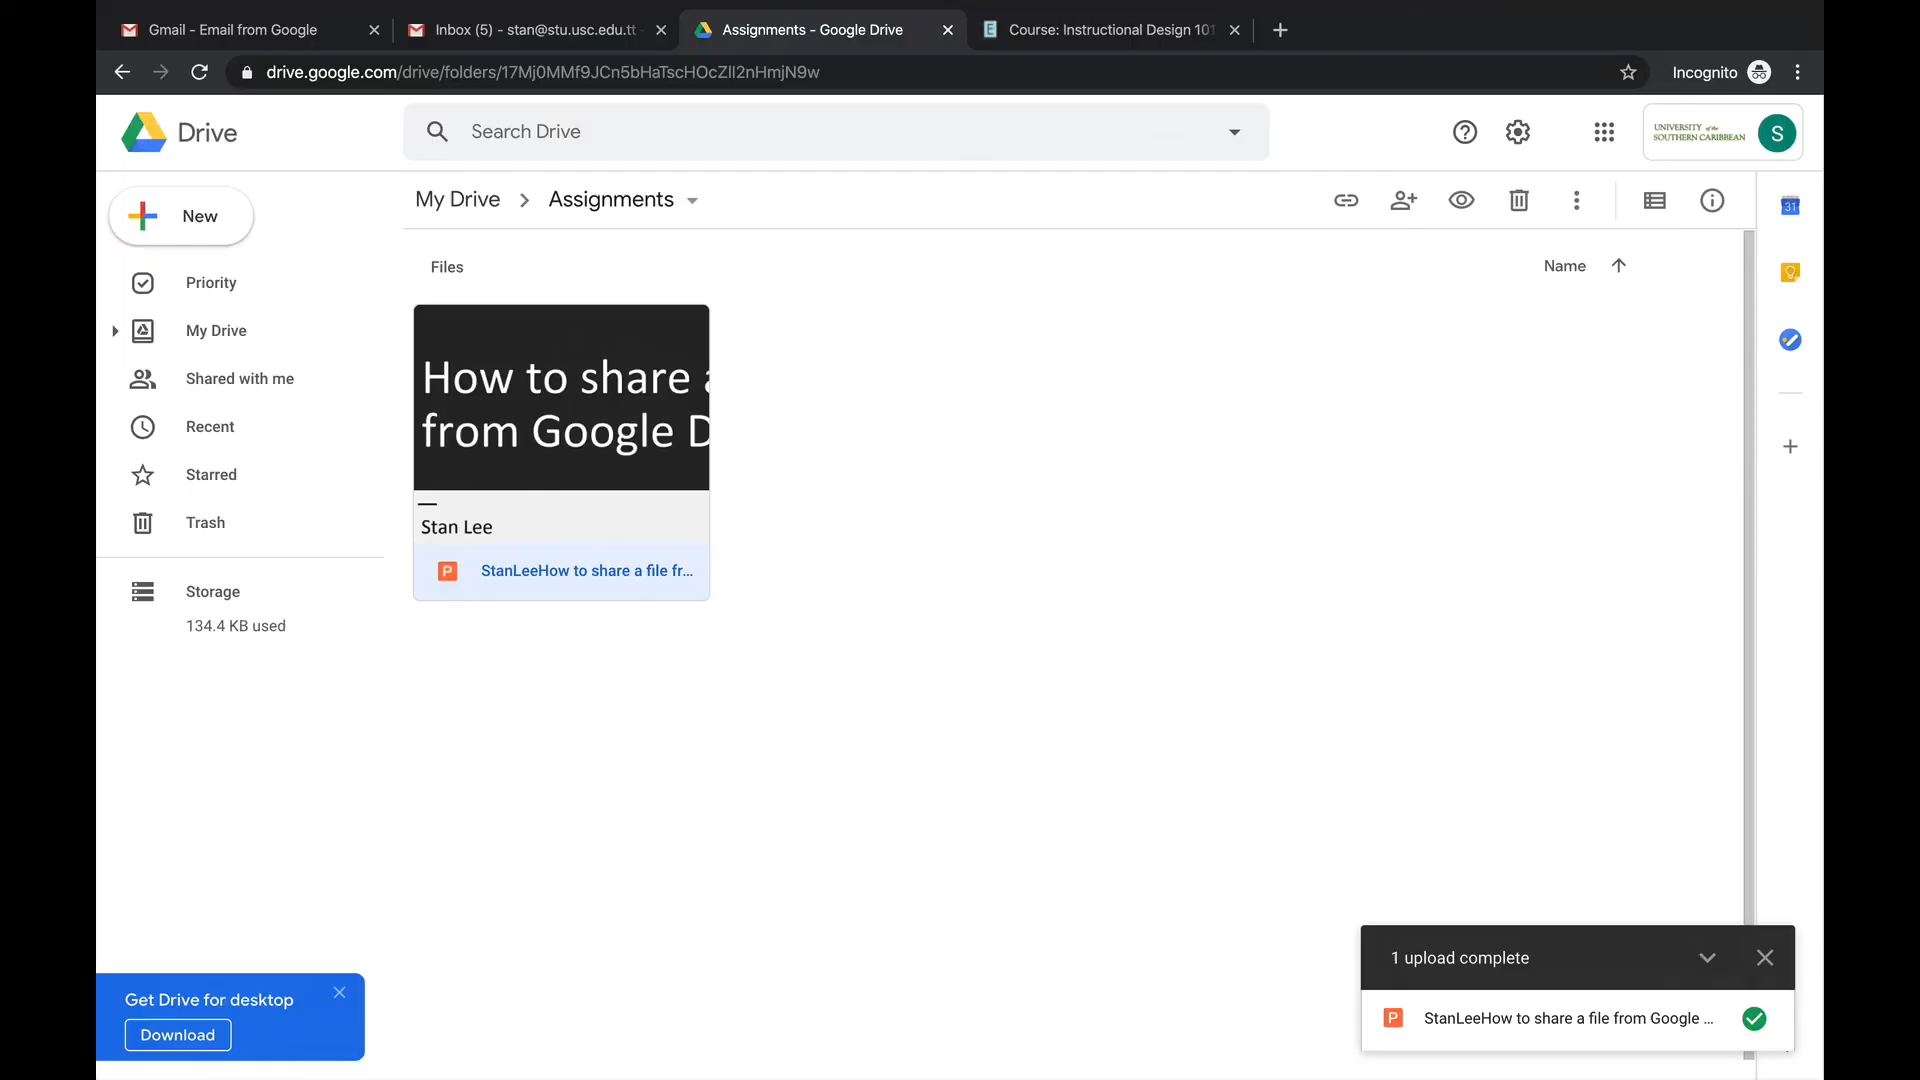 Gmail - Email from Google
Inbox (5) - stan@stu.usc.edu.tt
Assignments - Google Drive
Course: Instructional Design 101
drive.google.com/drive/folders/17Mj0MMf9JCn5bHaTscHOcZIl2nHmjN9w
Incognito
Drive
Search Drive
UNIVERSITY of the
SOUTHERN CARIBBEAN
S
New
My Drive
Assignments
Priority
My Drive
Shared with me
Recent
Starred
Trash
Storage
134.4 KB used
Files
Name
31
How to share a
from Google D
Stan Lee
P
StanLeeHow to share a file fr...
Get Drive for desktop
Download
1 upload complete
P
StanLeeHow to share a file from Google ...